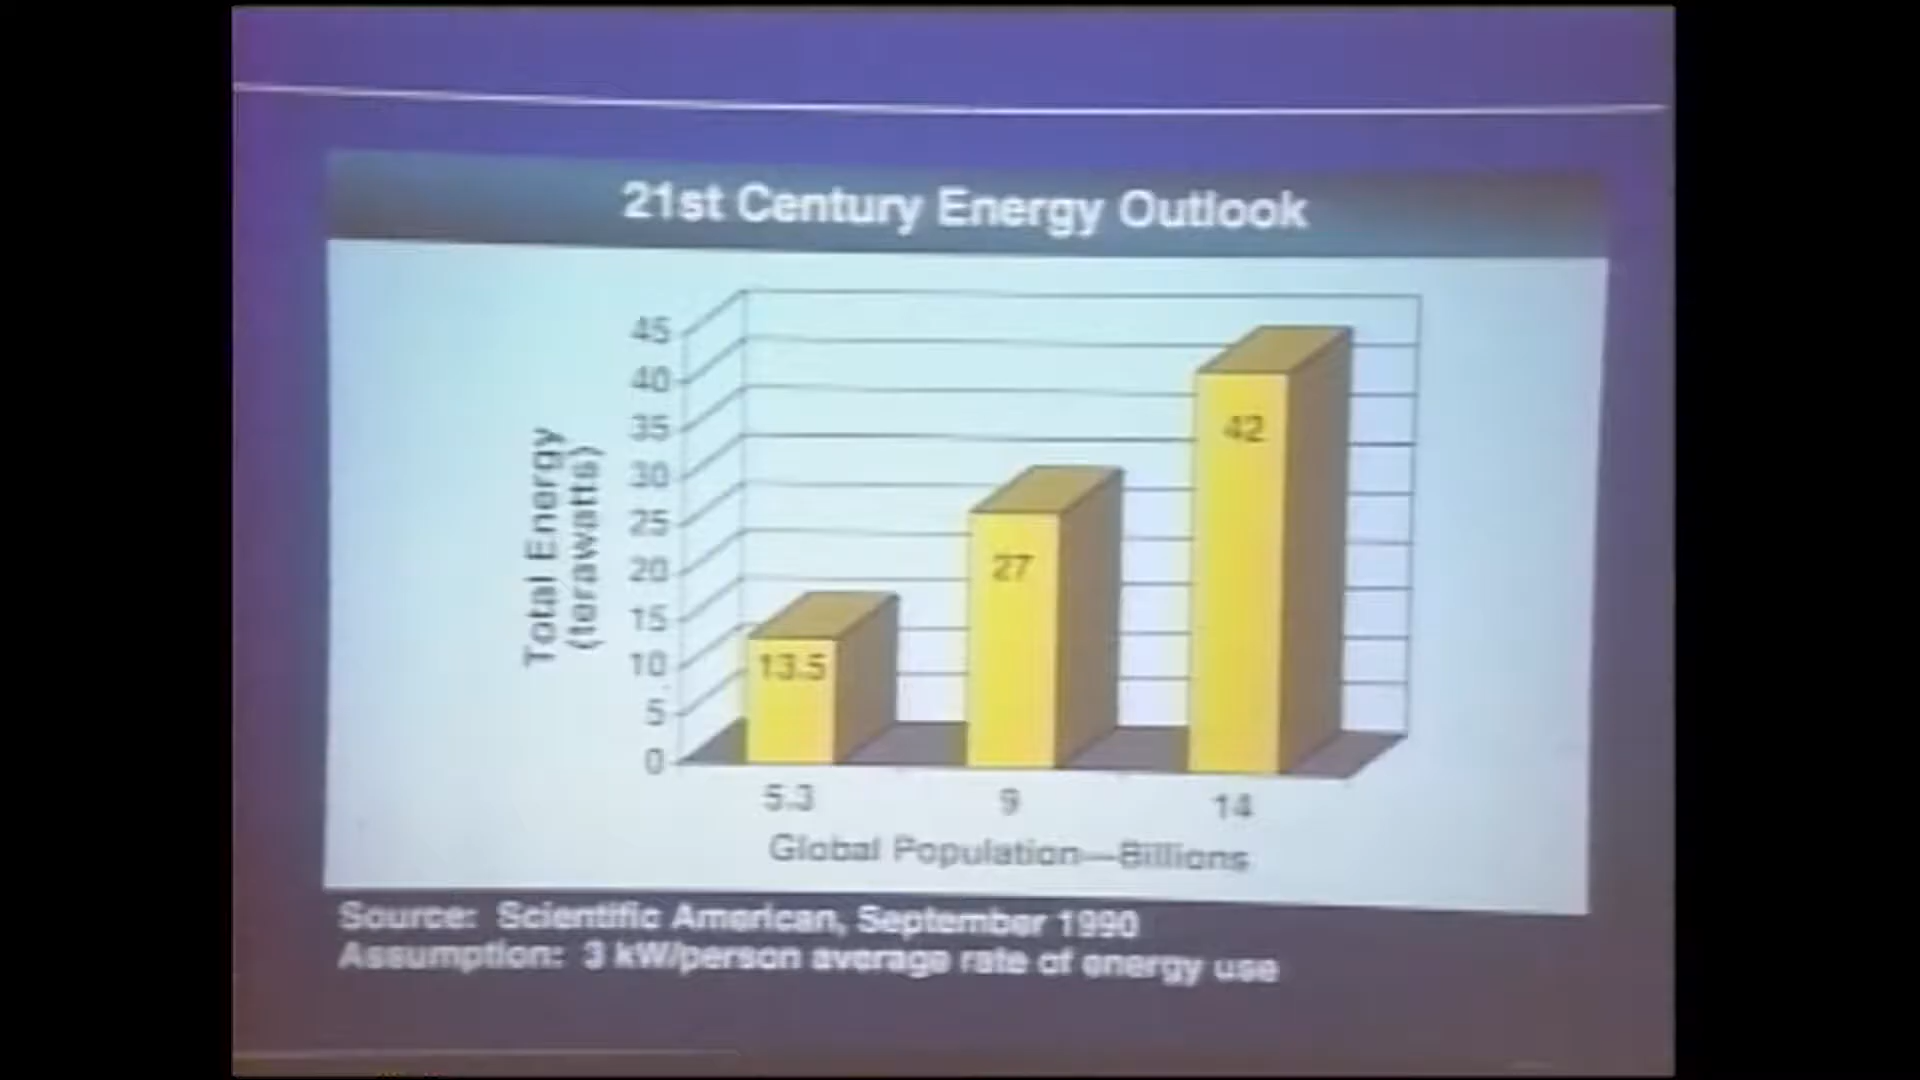 21st Century Energy Outlook
Total Energy
(terawatts)
45
40
35
30
25
20
15
10
5
0
13.5
27
42
5.3
9
14
Global Population—Billions
Source: Scientific American, September 1990
Assumption: 3 kW/person average rate of energy use